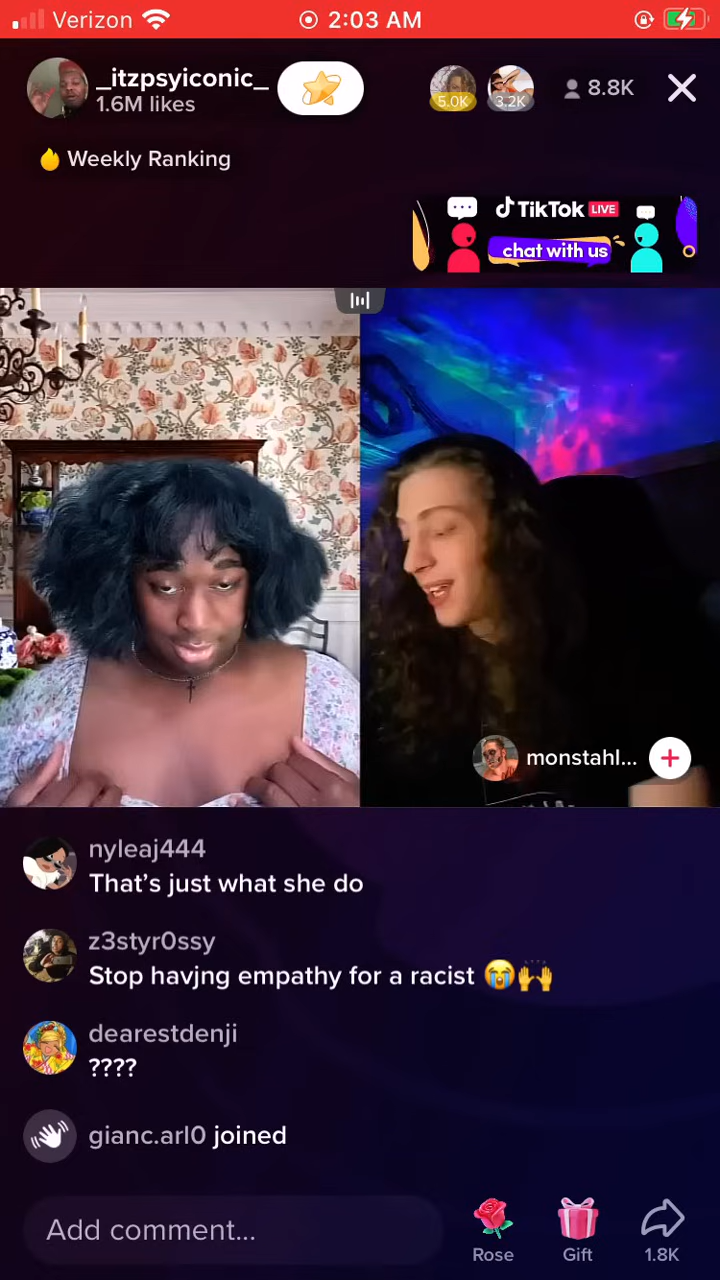 Verizon 2:03 AM
_itzpsyiconic_
1.6M likes
5.0K 3.2K 8.8K
Weekly Ranking
TikTok LIVE
chat with us
monstahl...
nyleaj444
That's just what she do
z3styr0ssy
Stop havjng empathy for a racist 😭🙌
dearestdenji
????
gianc.arl0 joined
Add comment...
Rose Gift 1.8K